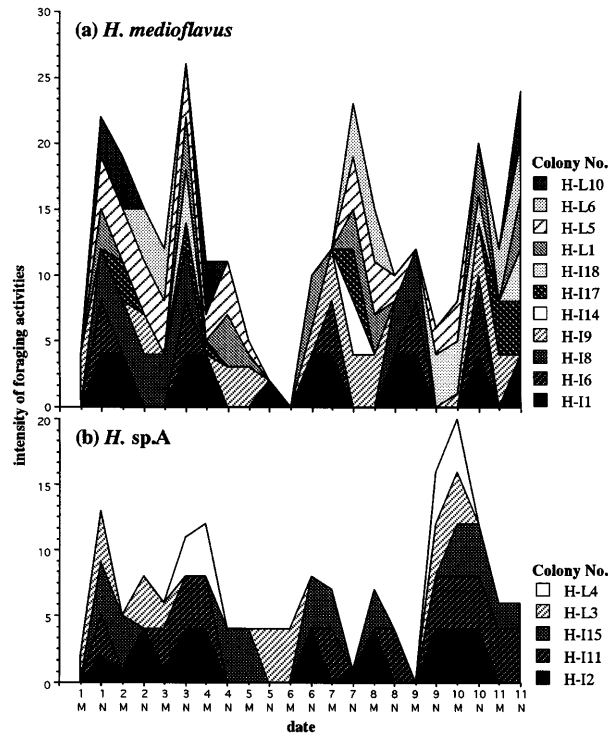 (a) H. medioflavus
30
25
20
15
10
5
0
Colony No.
H-L10
H-L6
H-L5
H-L1
H-I18
H-I17
H-I14
H-I9
H-I8
H-I6
H-I1
intensity of foraging activities
(b) H. sp.A
20
15
10
5
0
Colony No.
H-L4
H-L3
H-I15
H-I11
H-I2
1 1 2 2 3 3 4 4 5 5 6 6 7 7 8 8 9 9 10 10 11 11
M N M N M N M N M N M N M N M N M N M N M N
date